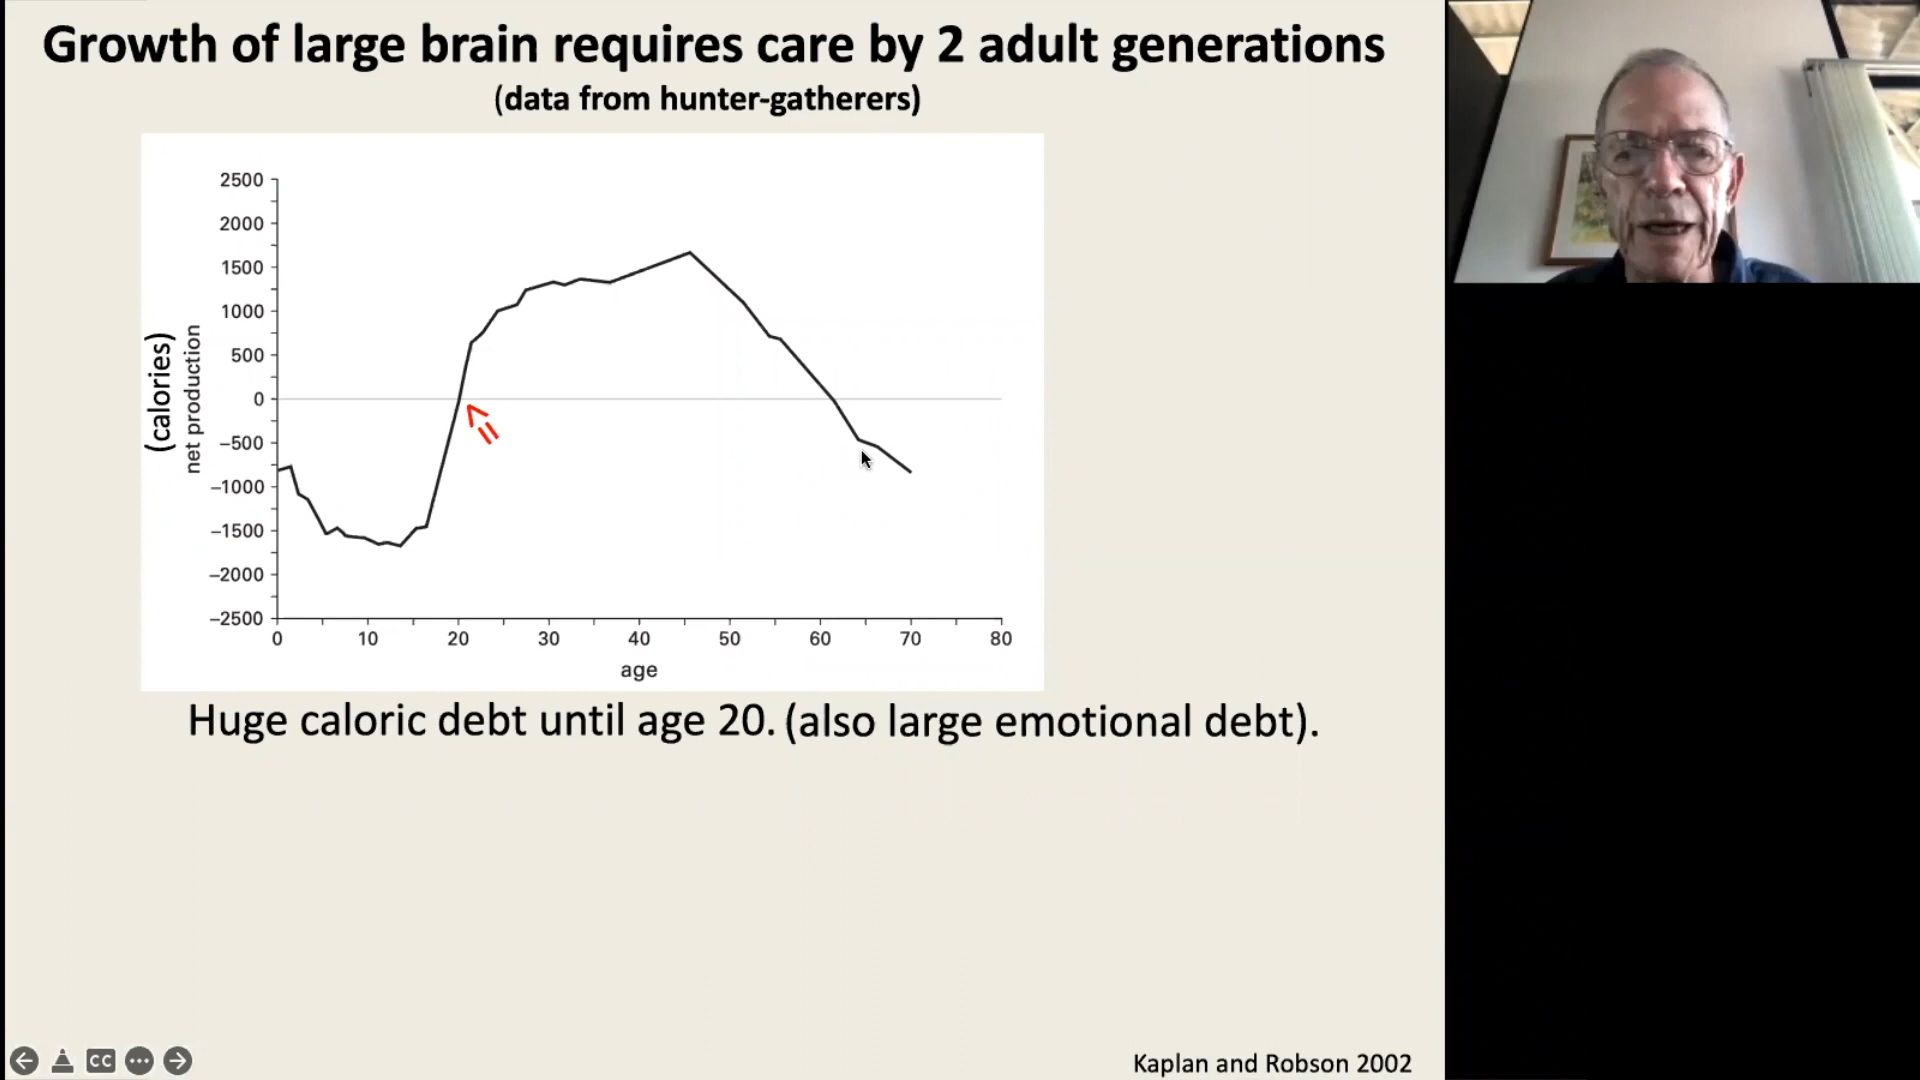 Growth of large brain requires care by 2 adult generations
(data from hunter-gatherers)
2500
2000
1500
1000
500
0
−500
−1000
−1500
−2000
−2500
(calories)
net production
0 10 20 30 40 50 60 70 80
age
Huge caloric debt until age 20. (also large emotional debt).
CC
Kaplan and Robson 2002